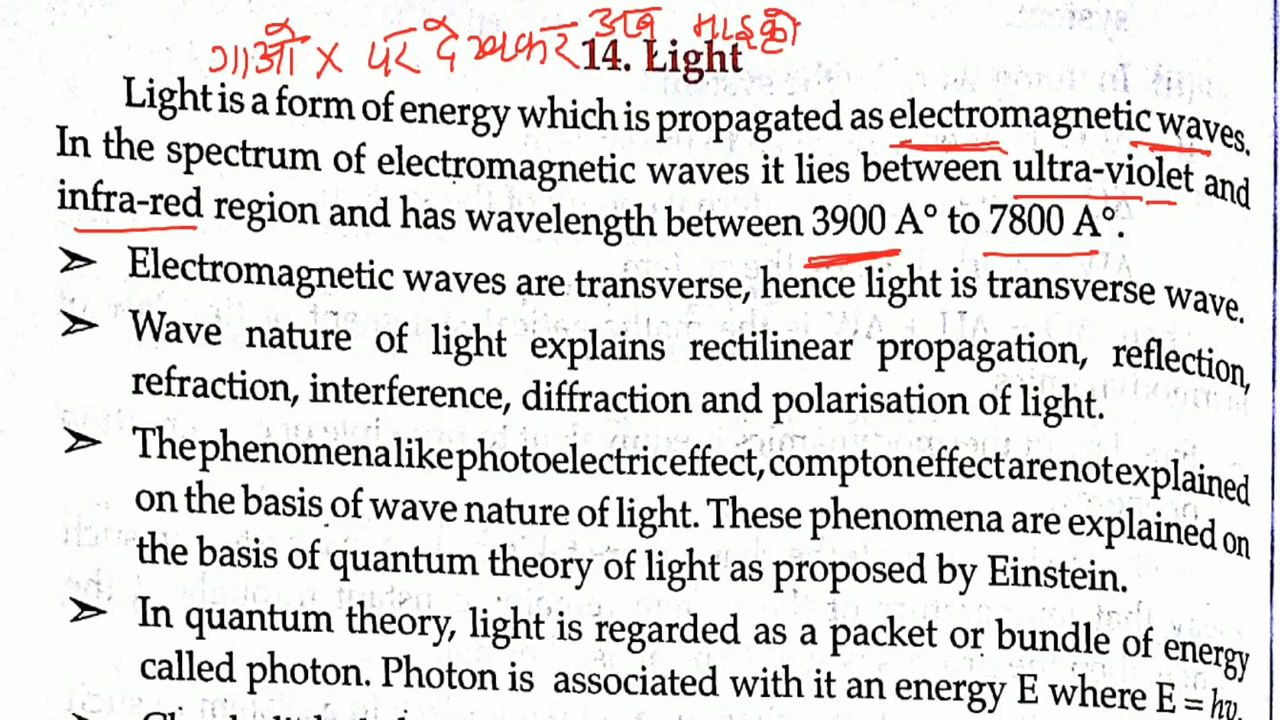 गाओ x पर देखकर
14. Light
Light is a form of energy which is propagated as electromagnetic waves.
In the spectrum of electromagnetic waves it lies between ultra-violet and
infra-red region and has wavelength between 3900 A° to 7800 A°.
➢ Electromagnetic waves are transverse, hence light is transverse wave.
➢ Wave nature of light explains rectilinear propagation, reflection,
refraction, interference, diffraction and polarisation of light.
➢ The phenomena like photoelectric effect, compton effect are not explained
on the basis of wave nature of light. These phenomena are explained on
the basis of quantum theory of light as proposed by Einstein.
➢ In quantum theory, light is regarded as a packet or bundle of energy
called photon. Photon is associated with it an energy E where E = hν.